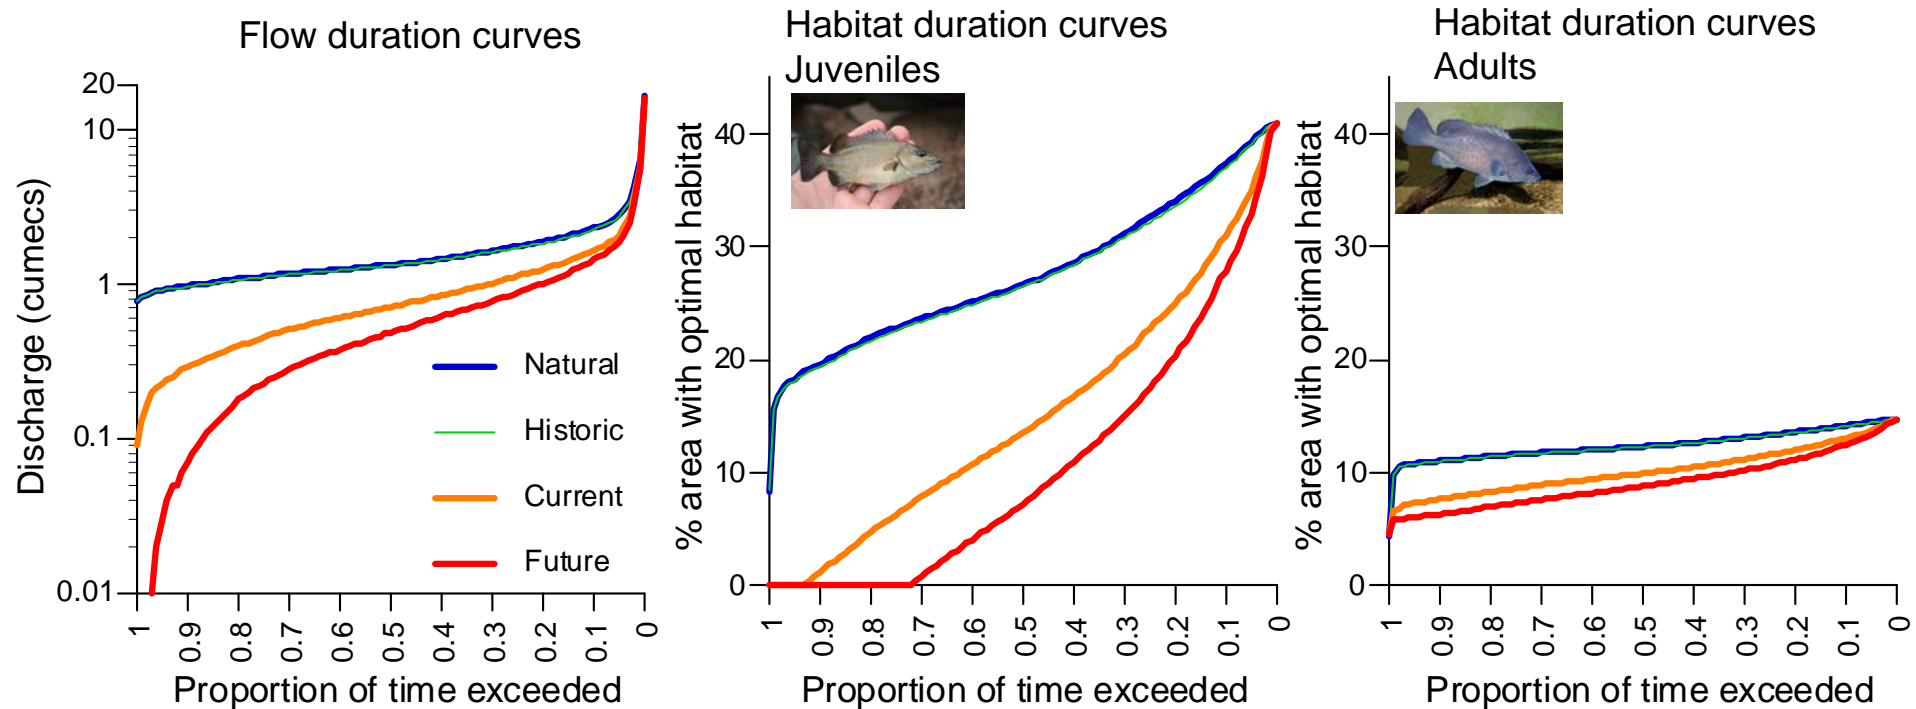 Flow duration curves
Discharge (cumecs)
20
10
1
0.1
0.01
Natural
Historic
Current
Future
1 0.9 0.8 0.7 0.6 0.5 0.4 0.3 0.2 0.1 0
Proportion of time exceeded
Habitat duration curves
Juveniles
% area with optimal habitat
40
30
20
10
0
1 0.9 0.8 0.7 0.6 0.5 0.4 0.3 0.2 0.1 0
Proportion of time exceeded
Habitat duration curves
Adults
% area with optimal habitat
40
30
20
10
0
1 0.9 0.8 0.7 0.6 0.5 0.4 0.3 0.2 0.1 0
Proportion of time exceeded